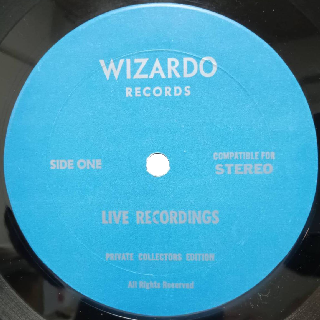 WIZARDO
RECORDS
SIDE ONE
COMPATIBLE FOR
STEREO
LIVE RECORDINGS
PRIVATE COLLECTORS EDITION
All Rights Reserved